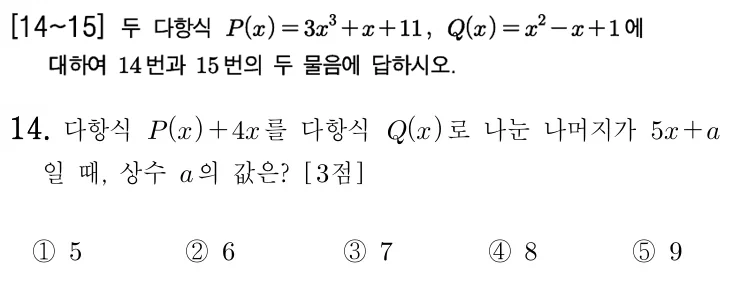 [14~15] 두 다항식 P(x)=3x³+x+11, Q(x)=x²-x+1에
대하여 14번과 15번의 두 물음에 답하시오.
14. 다항식 P(x)+4x를 다항식 Q(x)로 나눈 나머지가 5x+a
일 때, 상수 a의 값은? [3점]
① 5 ② 6 ③ 7 ④ 8 ⑤ 9